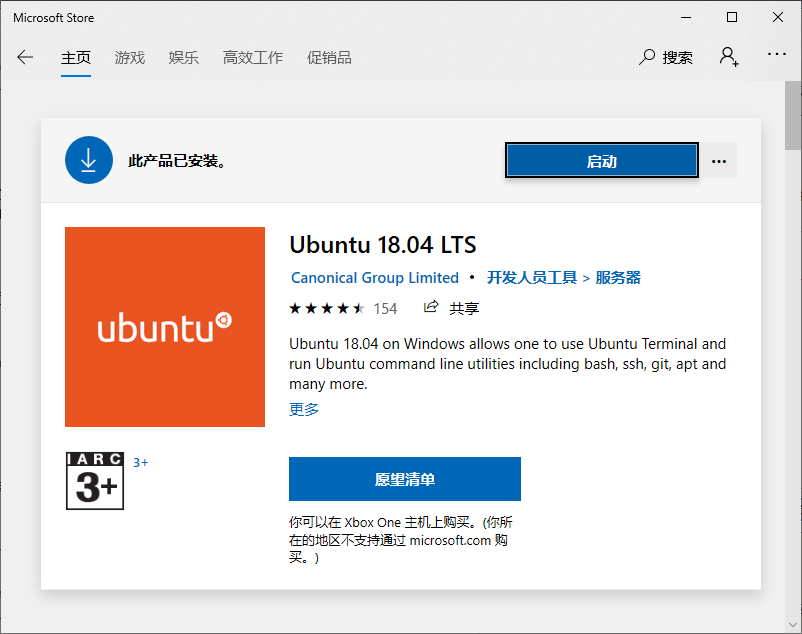 Microsoft Store
主页 游戏 娱乐 高效工作 促销品 搜索
此产品已安装。 启动
ubuntu
Ubuntu 18.04 LTS
Canonical Group Limited • 开发人员工具 > 服务器
154 共享
Ubuntu 18.04 on Windows allows one to use Ubuntu Terminal and
run Ubuntu command line utilities including bash, ssh, git, apt and
many more.
更多
IARC
3+
3+
愿望清单
你可以在 Xbox One 主机上购买。(你所
在的地区不支持通过 microsoft.com 购
买。)